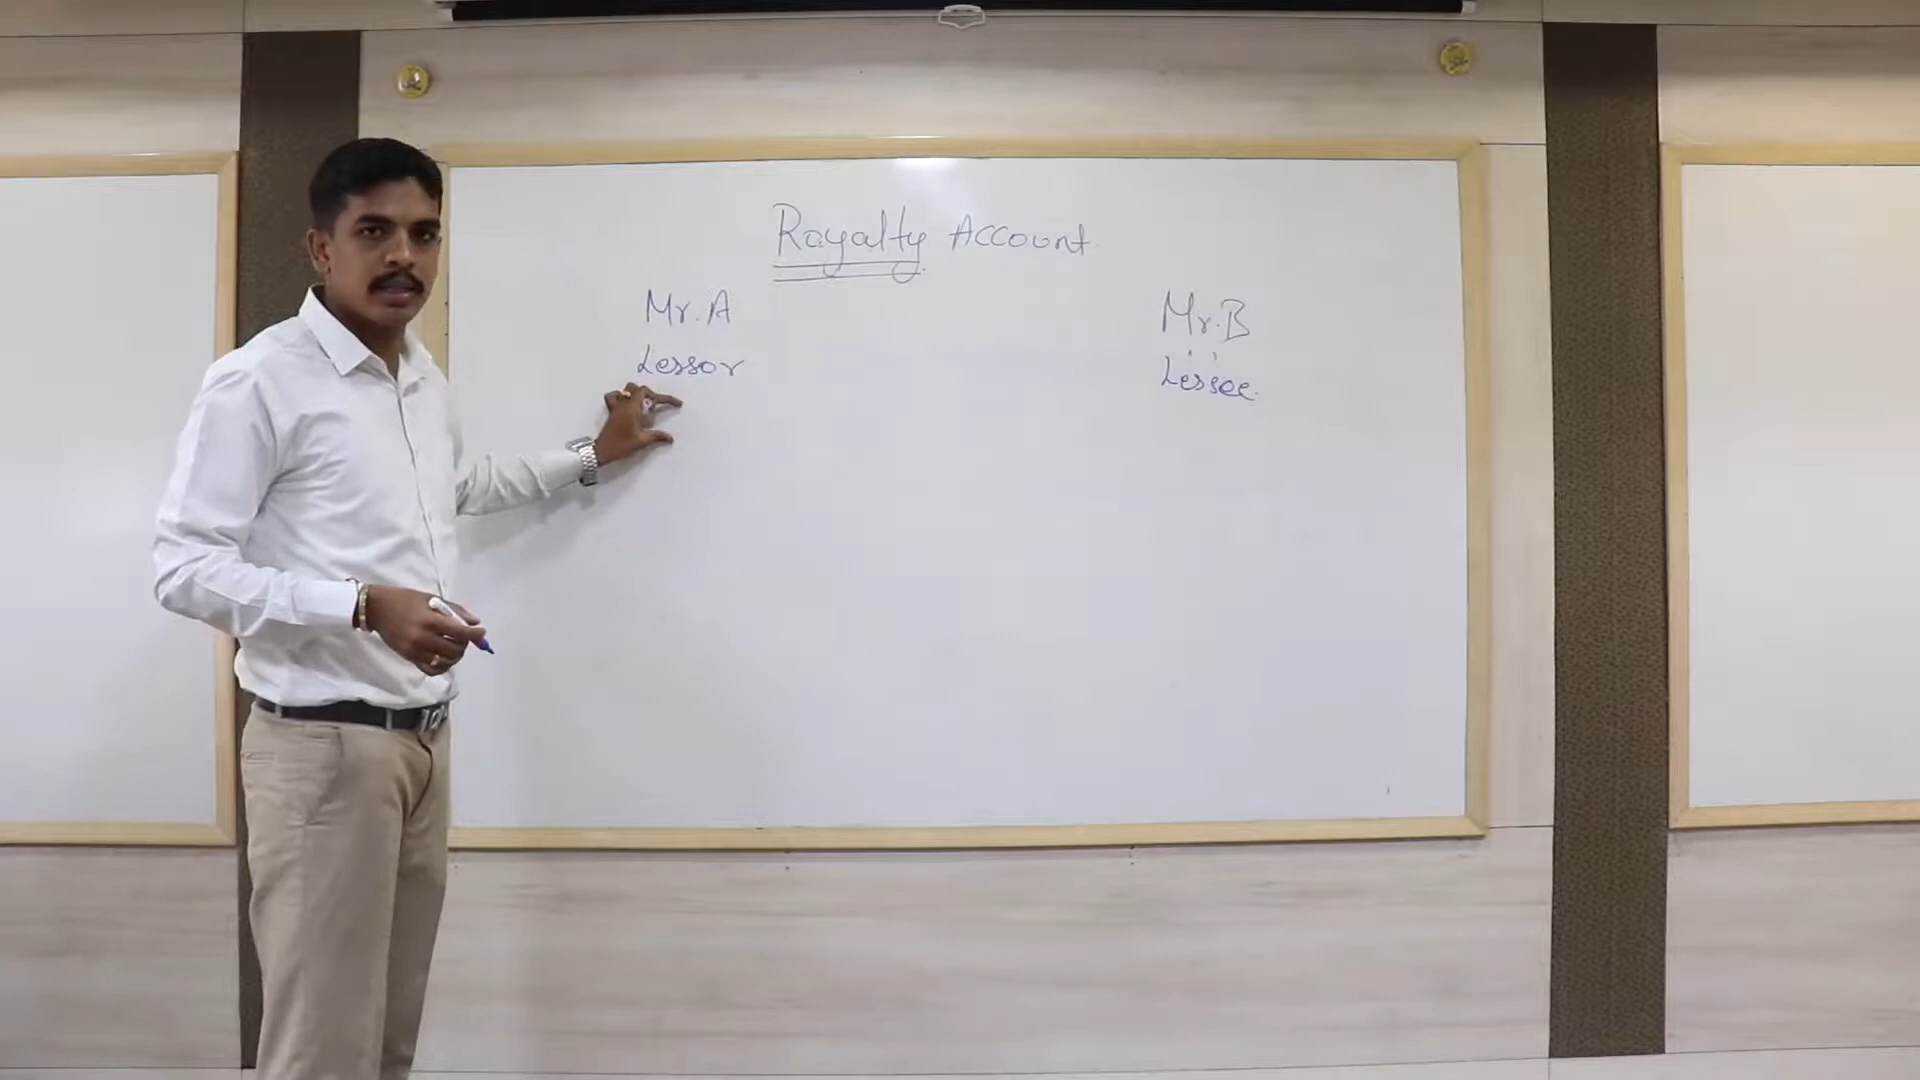 Royalty Account.
Mr. A
Lessor
Mr. B
Lessee.